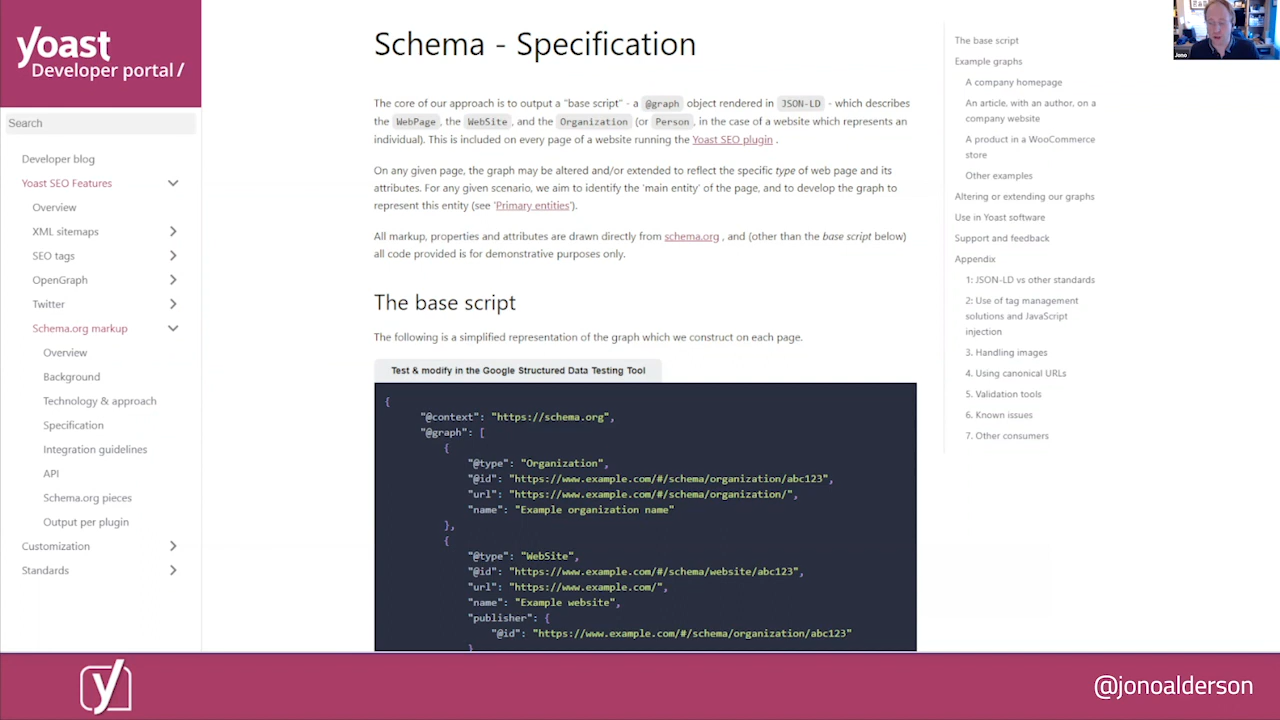 yoast
Developer portal /
Search
Developer blog
Yoast SEO Features
Overview
XML sitemaps
SEO tags
OpenGraph
Twitter
Schema.org markup
Overview
Background
Technology & approach
Specification
Integration guidelines
API
Schema.org pieces
Output per plugin
Customization
Standards
Schema - Specification
The core of our approach is to output a "base script" - a @graph object rendered in JSON-LD - which describes
the WebPage, the WebSite, and the Organization (or Person, in the case of a website which represents an
individual). This is included on every page of a website running the Yoast SEO plugin .
On any given page, the graph may be altered and/or extended to reflect the specific type of web page and its
attributes. For any given scenario, we aim to identify the 'main entity' of the page, and to develop the graph to
represent this entity (see 'Primary entities').
All markup, properties and attributes are drawn directly from schema.org , and (other than the base script below)
all code provided is for demonstrative purposes only.
The base script
The following is a simplified representation of the graph which we construct on each page.
Test & modify in the Google Structured Data Testing Tool
{
"@context": "https://schema.org",
"@graph": [
{
"@type": "Organization",
"@id": "https://www.example.com/#/schema/organization/abc123",
"url": "https://www.example.com/#/schema/organization/",
"name": "Example organization name"
},
{
"@type": "WebSite",
"@id": "https://www.example.com/#/schema/website/abc123",
"url": "https://www.example.com/",
"name": "Example website",
"publisher": {
"@id": "https://www.example.com/#/schema/organization/abc123"
}
The base script
Example graphs
A company homepage
An article, with an author, on a
company website
A product in a WooCommerce
store
Other examples
Altering or extending our graphs
Use in Yoast software
Support and feedback
Appendix
1: JSON-LD vs other standards
2: Use of tag management
solutions and JavaScript
injection
3. Handling images
4. Using canonical URLs
5. Validation tools
6. Known issues
7. Other consumers
Jono
y
@jonoalderson